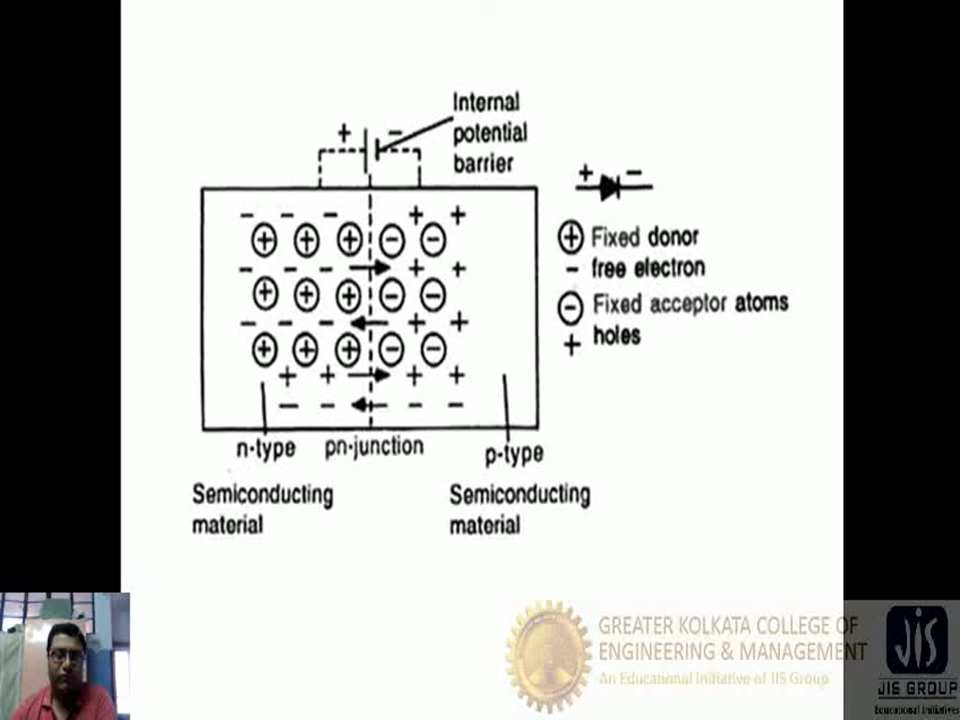 Internal
potential
barrier
+ −
+ −
− − − + +
+ + + − −
− − − + +
+ + + − −
− − − + +
+ + + − −
+ + + +
− − − −
⊕ Fixed donor
− free electron
⊖ Fixed acceptor atoms
+ holes
n-type pn-junction p-type
Semiconducting
material
Semiconducting
material
GREATER KOLKATA COLLEGE OF
ENGINEERING & MANAGEMENT
An Educational Initiative of JIS Group
JIS
JIS GROUP
Educational Initiatives